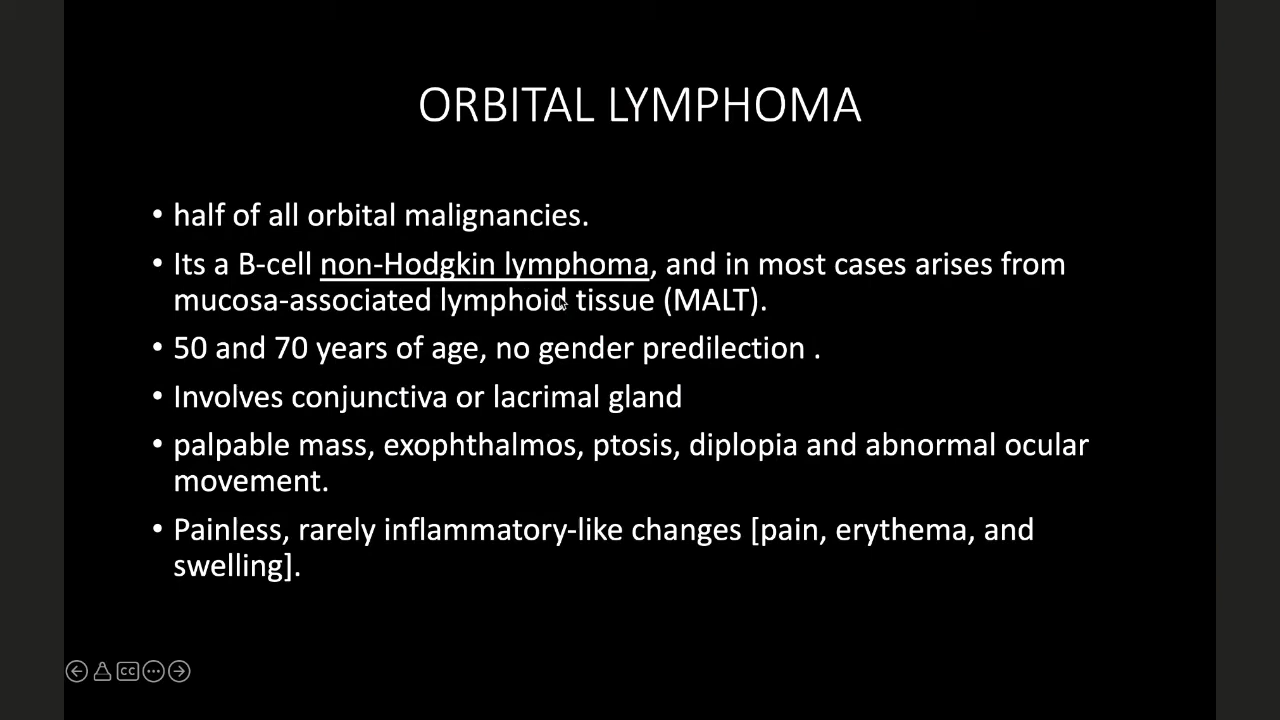 ORBITAL LYMPHOMA
• half of all orbital malignancies.
• Its a B-cell non-Hodgkin lymphoma, and in most cases arises from
mucosa-associated lymphoid tissue (MALT).
• 50 and 70 years of age, no gender predilection .
• Involves conjunctiva or lacrimal gland
• palpable mass, exophthalmos, ptosis, diplopia and abnormal ocular
movement.
• Painless, rarely inflammatory-like changes [pain, erythema, and
swelling].
CC